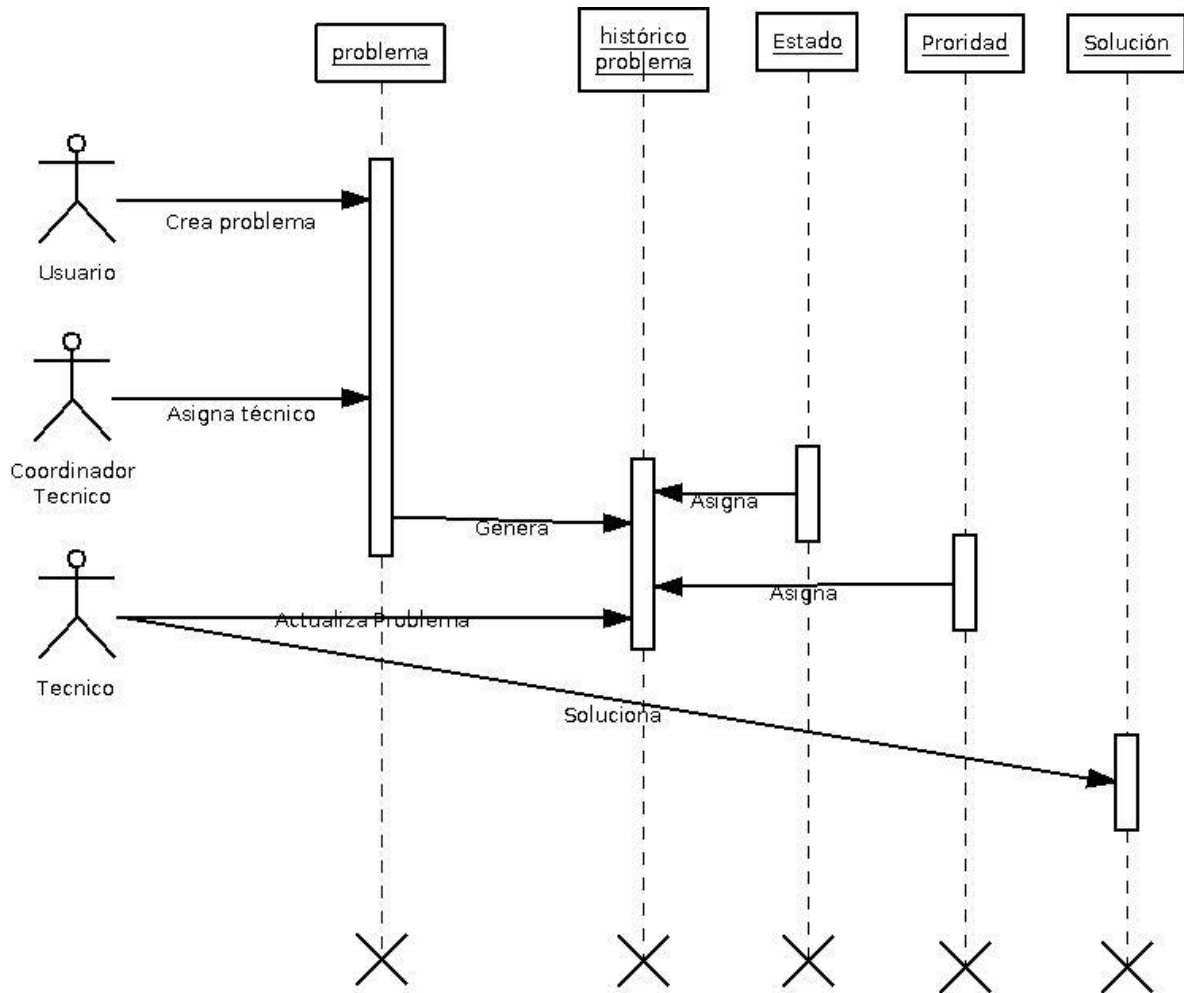 problema
histórico
problema
Estado
Proridad
Solución
Crea problema
Usuario
Asigna técnico
Coordinador
Tecnico
Asigna
Genera
Asigna
Actualiza Problema
Tecnico
Soluciona